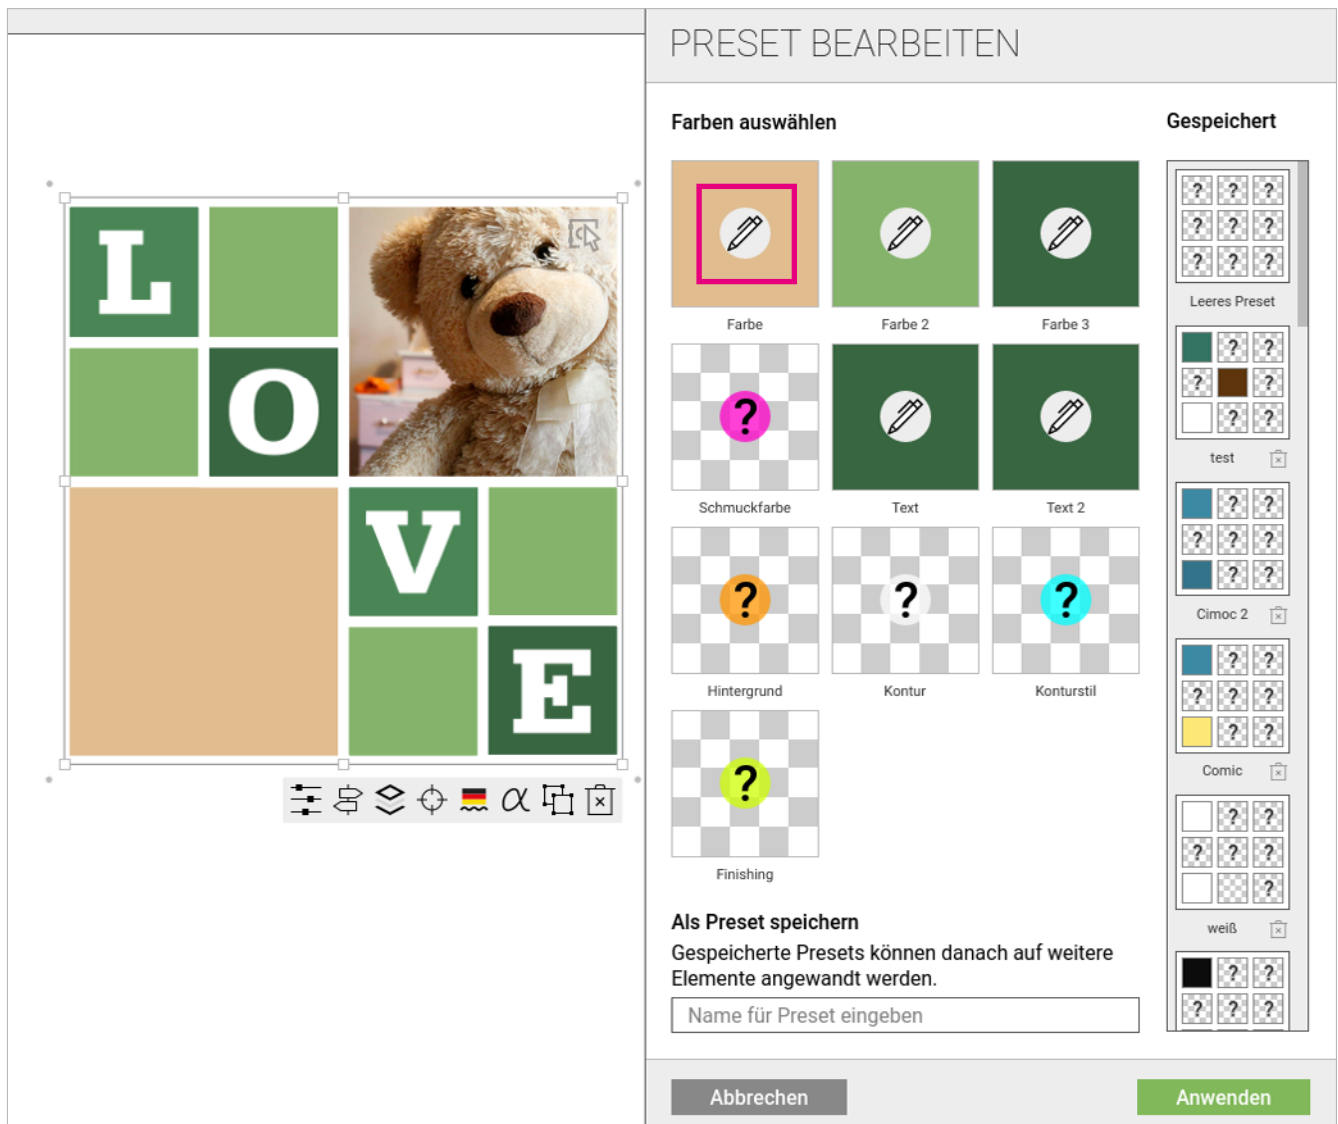 PRESET BEARBEITEN
Farben auswählen
Gespeichert
L
O
V
E
Farbe
Farbe 2
Farbe 3
?
Schmuckfarbe
Text
Text 2
?
?
?
Hintergrund
Kontur
Konturstil
?
Finishing
? ? ?
? ? ?
? ? ?
Leeres Preset
? ?
? ?
? ?
test
? ?
? ? ?
? ?
Cimoc 2
? ?
? ? ?
? ?
Comic
? ?
? ? ?
?
weiß
? ?
? ? ?
Als Preset speichern
Gespeicherte Presets können danach auf weitere
Elemente angewandt werden.
Name für Preset eingeben
α
Abbrechen
Anwenden